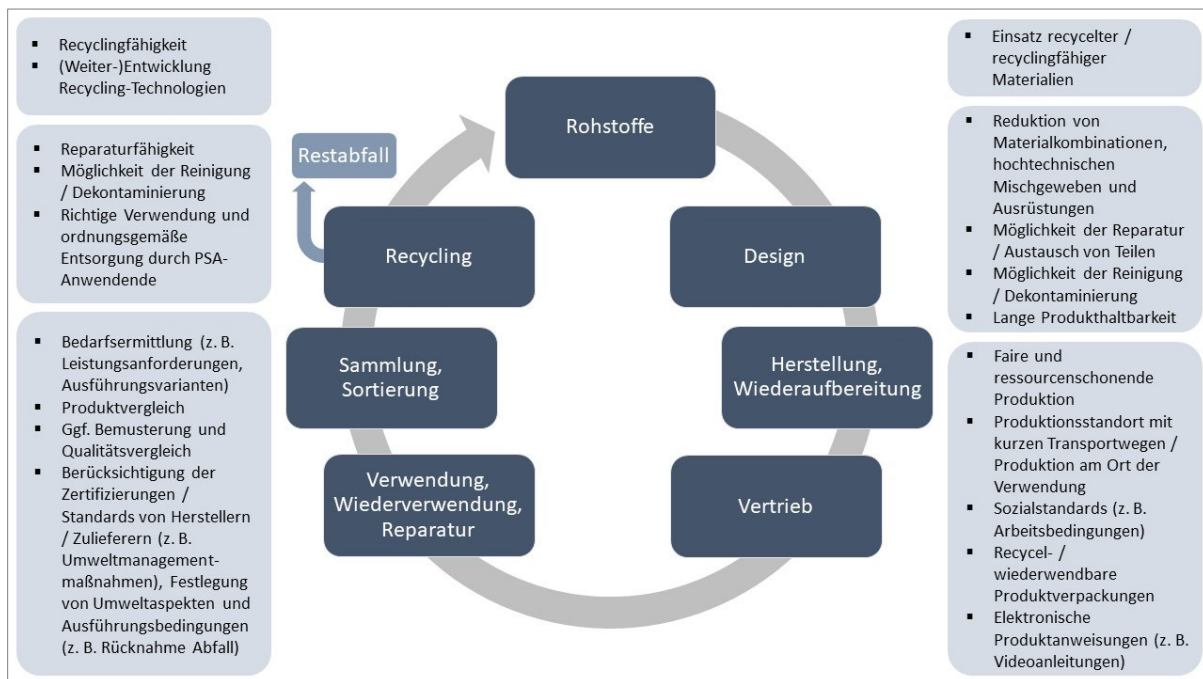 ▪ Recyclingfähigkeit
▪ (Weiter-)Entwicklung
Recycling-Technologien
▪ Reparaturfähigkeit
▪ Möglichkeit der Reinigung
/ Dekontaminierung
▪ Richtige Verwendung und
ordnungsgemäße
Entsorgung durch PSA-
Anwendende
▪ Bedarfsermittlung (z. B.
Leistungsanforderungen,
Ausführungsvarianten)
▪ Produktvergleich
▪ Ggf. Bemusterung und
Qualitätsvergleich
▪ Berücksichtigung der
Zertifizierungen /
Standards von Herstellern
/ Zulieferern (z. B.
Umweltmanagement-
maßnahmen), Festlegung
von Umweltaspekten und
Ausführungsbedingungen
(z. B. Rücknahme Abfall)
Rohstoffe
Restabfall
Recycling
Design
Sammlung,
Sortierung
Herstellung,
Wiederaufbereitung
Verwendung,
Wiederverwendung,
Reparatur
Vertrieb
▪ Einsatz recycelter /
recyclingfähiger
Materialien
▪ Reduktion von
Materialkombinationen,
hochtechnischen
Mischgeweben und
Ausrüstungen
▪ Möglichkeit der Reparatur
/ Austausch von Teilen
▪ Möglichkeit der Reinigung
/ Dekontaminierung
▪ Lange Produkthaltbarkeit
▪ Faire und
ressourcenschonende
Produktion
▪ Produktionsstandort mit
kurzen Transportwegen /
Produktion am Ort der
Verwendung
▪ Sozialstandards (z. B.
Arbeitsbedingungen)
▪ Recycel- /
wiederwendbare
Produktverpackungen
▪ Elektronische
Produktanweisungen (z. B.
Videoanleitungen)